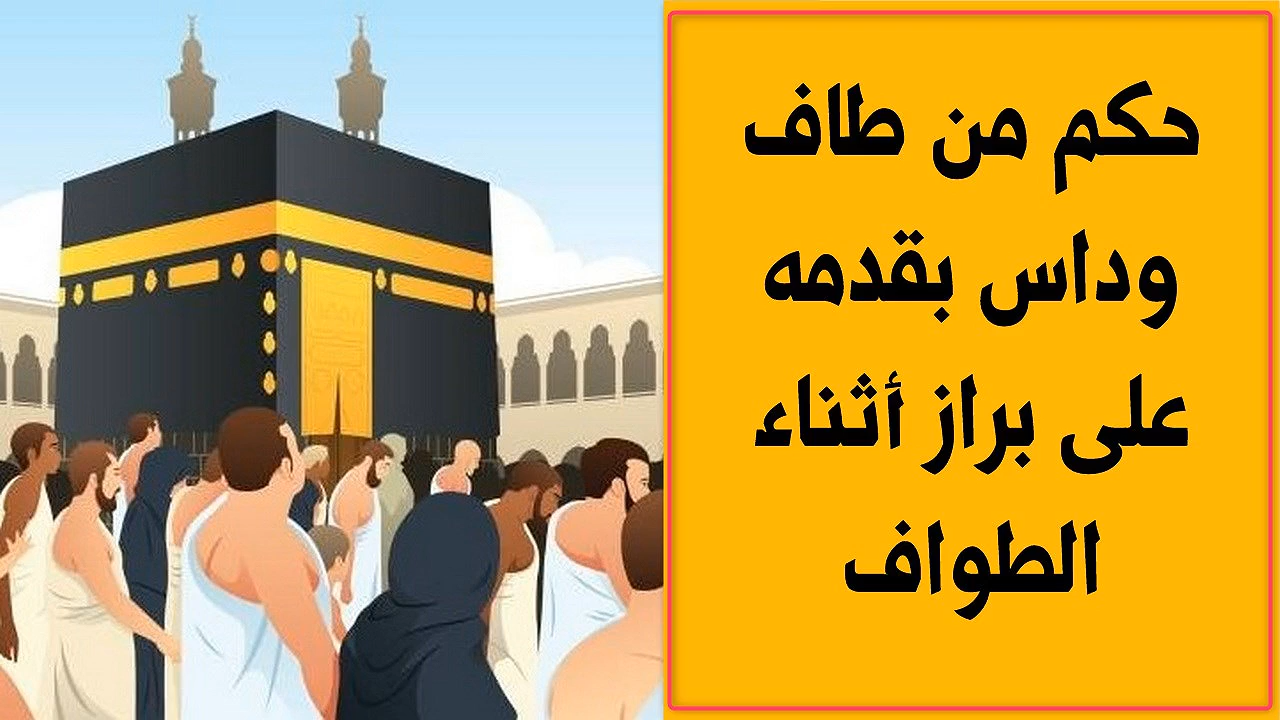 حكم من طاف
وداس بقدمه
على براز أثناء
الطواف